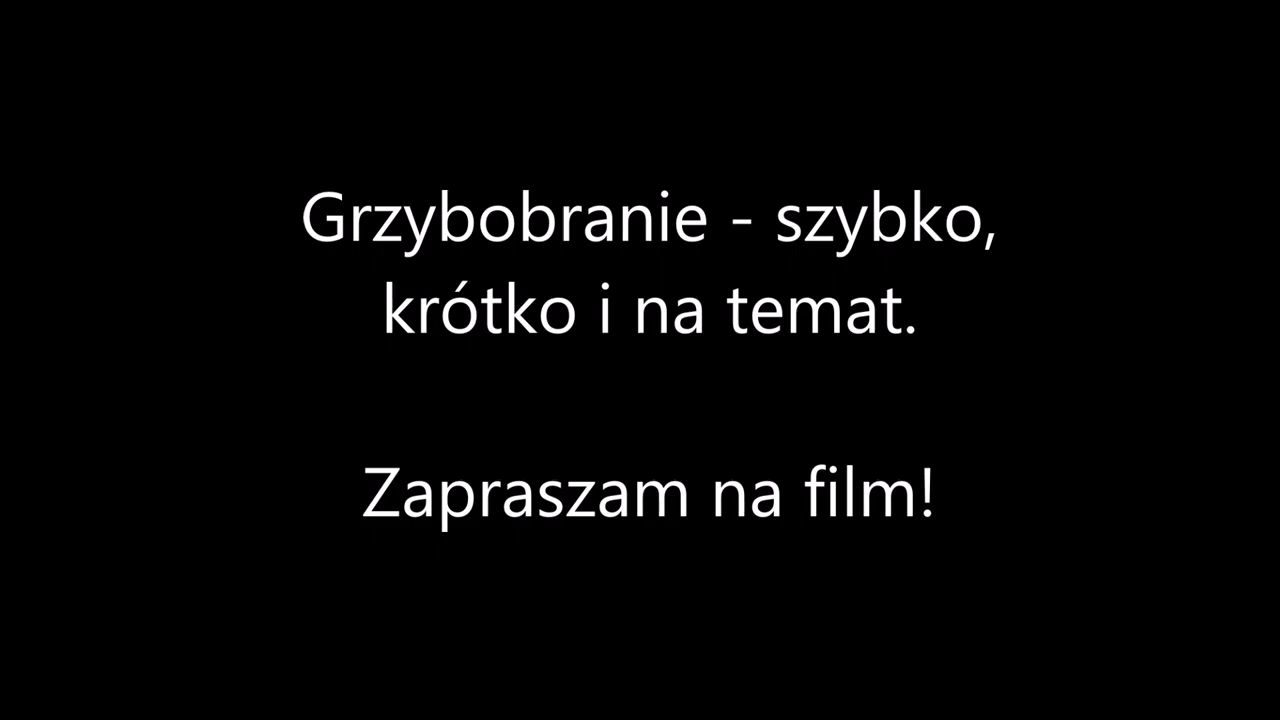 Grzybobranie - szybko,
krótko i na temat.
Zapraszam na film!